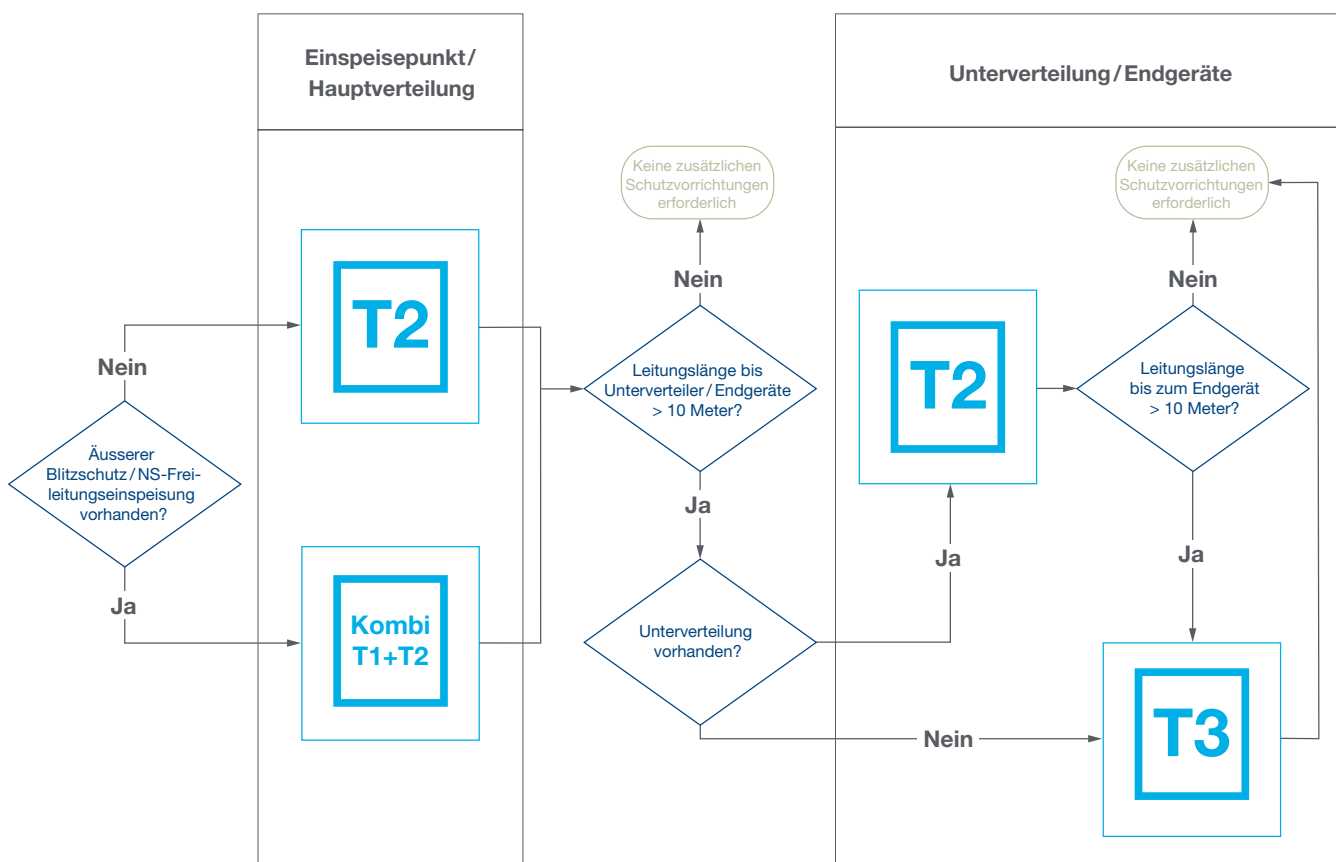 Einspeisepunkt/
Hauptverteilung
Unterverteilung/Endgeräte
Keine zusätzlichen
Schutzvorrichtungen
erforderlich
Keine zusätzlichen
Schutzvorrichtungen
erforderlich
T2
Nein
Nein
Nein
T2
Leitungslänge bis
Unterverteiler/Endgeräte
> 10 Meter?
Leitungslänge
bis zum Endgerät
> 10 Meter?
Äusserer
Blitzschutz/NS-Frei-
leitungseinspeisung
vorhanden?
Ja
Ja
Ja
Ja
Kombi
T1+T2
Unterverteilung
vorhanden?
Nein
T3